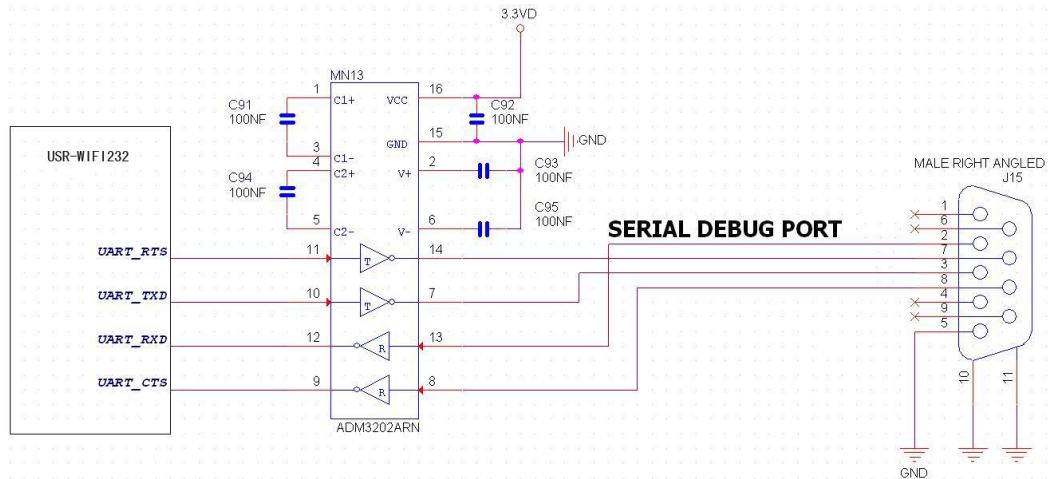 3.3VD
MN13
1
C1+
VCC
16
C91
100NF
C92
100NF
3
C1-
GND
15
GND
4
C2+
V+
2
C93
100NF
C94
100NF
5
C2-
V-
6
C95
100NF
USR-WIFI232
UART_RTS
11
T
14
UART_TXD
10
T
7
UART_RXD
12
R
13
UART_CTS
9
R
8
ADM3202ARN
SERIAL DEBUG PORT
MALE RIGHT ANGLED
J15
1
6
2
7
3
8
4
9
5
10
11
GND